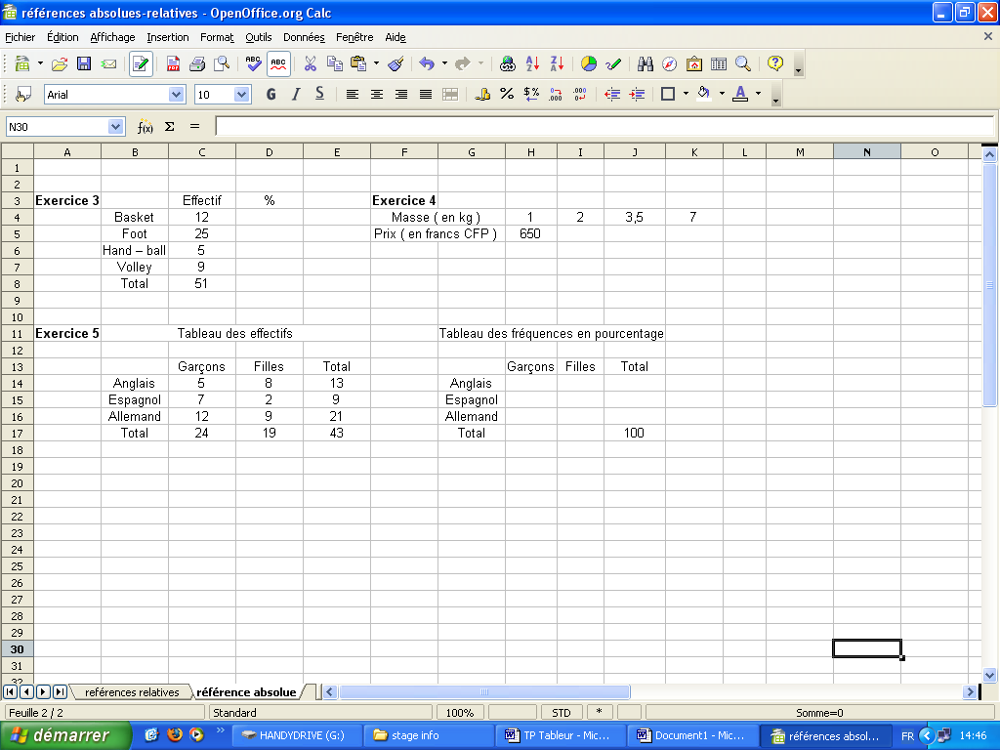 références absolues-relatives - OpenOffice.org Calc
Fichier Édition Affichage Insertion Format Outils Données Fenêtre Aide
Arial 10 G I S
N30 f(x) Σ =
A B C D E F G H I J K L M N O
1
2
3 Exercice 3 Effectif % Exercice 4
4 Basket 12 Masse ( en kg ) 1 2 3,5 7
5 Foot 25 Prix ( en francs CFP ) 650
6 Hand – ball 5
7 Volley 9
8 Total 51
9
10
11 Exercice 5 Tableau des effectifs Tableau des fréquences en pourcentage
12
13 Garçons Filles Total Garçons Filles Total
14 Anglais 5 8 13 Anglais
15 Espagnol 7 2 9 Espagnol
16 Allemand 12 9 21 Allemand
17 Total 24 19 43 Total 100
18
19
20
21
22
23
24
25
26
27
28
29
30
31
32
références relatives référence absolue
Feuille 2 / 2 Standard 100% STD * Somme=0
démarrer » HANDYDRIVE (G:) stage info TP Tableur - Mic... Document1 - Mic... références absol... FR 14:46